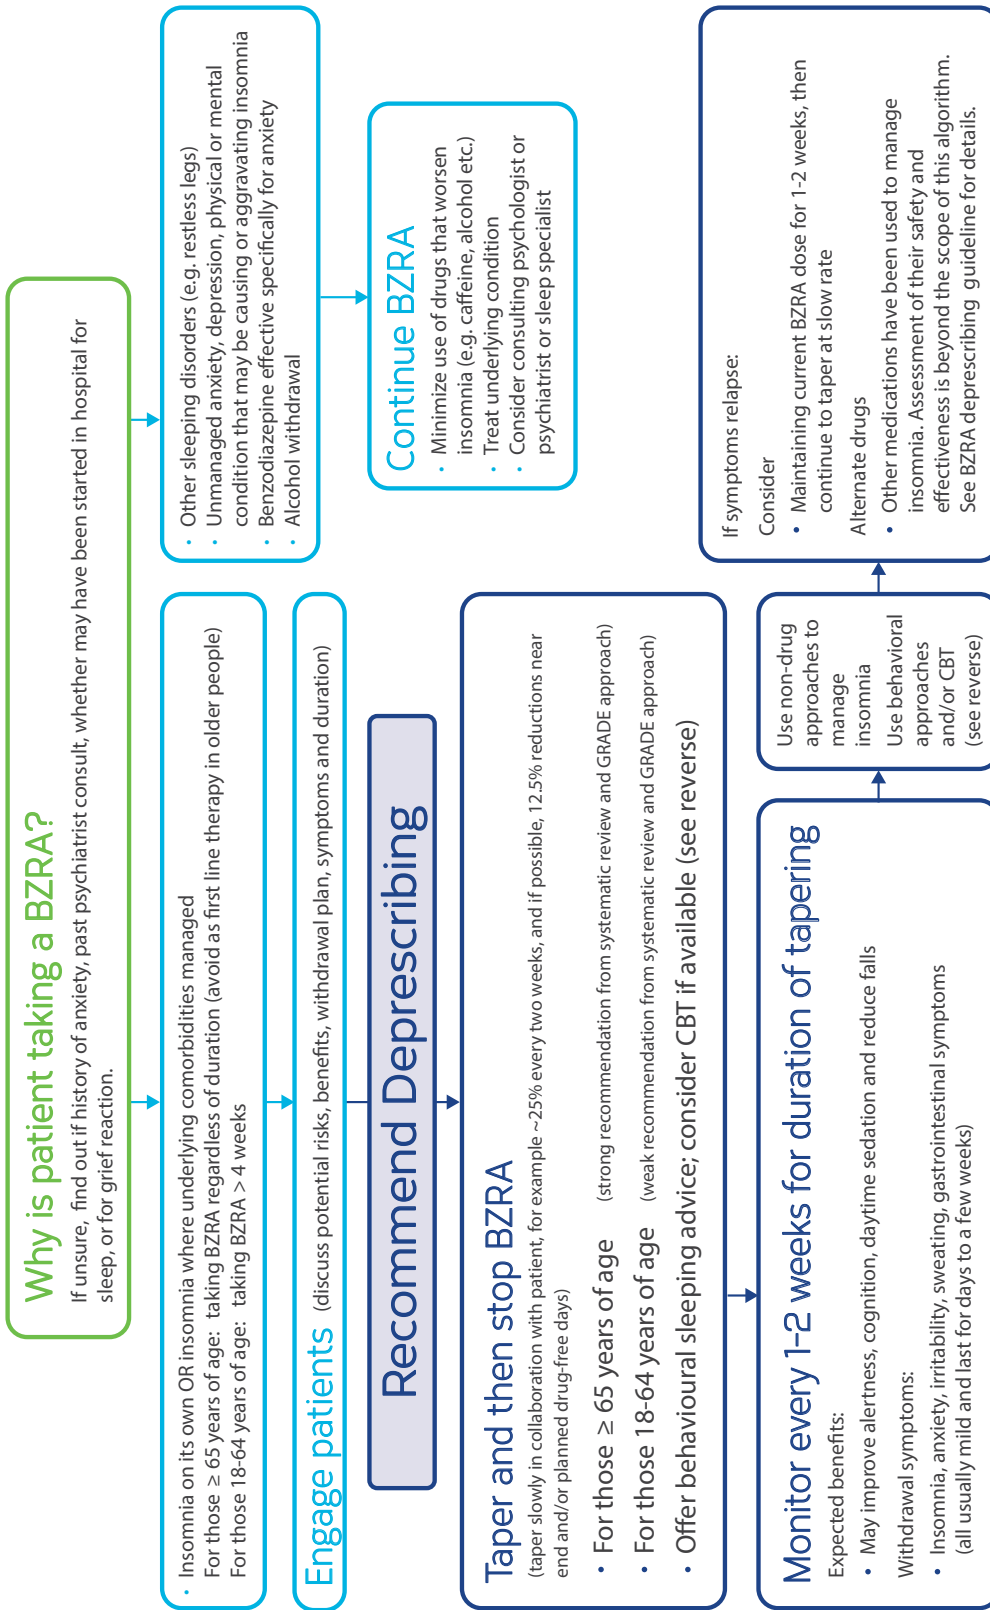 Why is patient taking a BZRA?
If unsure, find out if history of anxiety, past psychiatrist consult, whether may have been started in hospital for
sleep, or for grief reaction.
• Insomnia on its own OR insomnia where underlying comorbidities managed
For those ≥ 65 years of age: taking BZRA regardless of duration (avoid as first line therapy in older people)
For those 18-64 years of age: taking BZRA > 4 weeks
• Other sleeping disorders (e.g. restless legs)
• Unmanaged anxiety, depression, physical or mental
condition that may be causing or aggravating insomnia
• Benzodiazepine effective specifically for anxiety
• Alcohol withdrawal
Engage patients (discuss potential risks, benefits, withdrawal plan, symptoms and duration)
Continue BZRA
• Minimize use of drugs that worsen
insomnia (e.g. caffeine, alcohol etc.)
• Treat underlying condition
• Consider consulting psychologist or
psychiatrist or sleep specialist
Recommend Deprescribing
Taper and then stop BZRA
(taper slowly in collaboration with patient, for example ~25% every two weeks, and if possible, 12.5% reductions near
end and/or planned drug-free days)
• For those ≥ 65 years of age (strong recommendation from systematic review and GRADE approach)
• For those 18-64 years of age (weak recommendation from systematic review and GRADE approach)
• Offer behavioural sleeping advice; consider CBT if available (see reverse)
Monitor every 1-2 weeks for duration of tapering
Expected benefits:
• May improve alertness, cognition, daytime sedation and reduce falls
Withdrawal symptoms:
• Insomnia, anxiety, irritability, sweating, gastrointestinal symptoms
(all usually mild and last for days to a few weeks)
Use non-drug
approaches to
manage
insomnia
Use behavioral
approaches
and/or CBT
(see reverse)
If symptoms relapse:
Consider
• Maintaining current BZRA dose for 1-2 weeks, then
continue to taper at slow rate
Alternate drugs
• Other medications have been used to manage
insomnia. Assessment of their safety and
effectiveness is beyond the scope of this algorithm.
See BZRA deprescribing guideline for details.